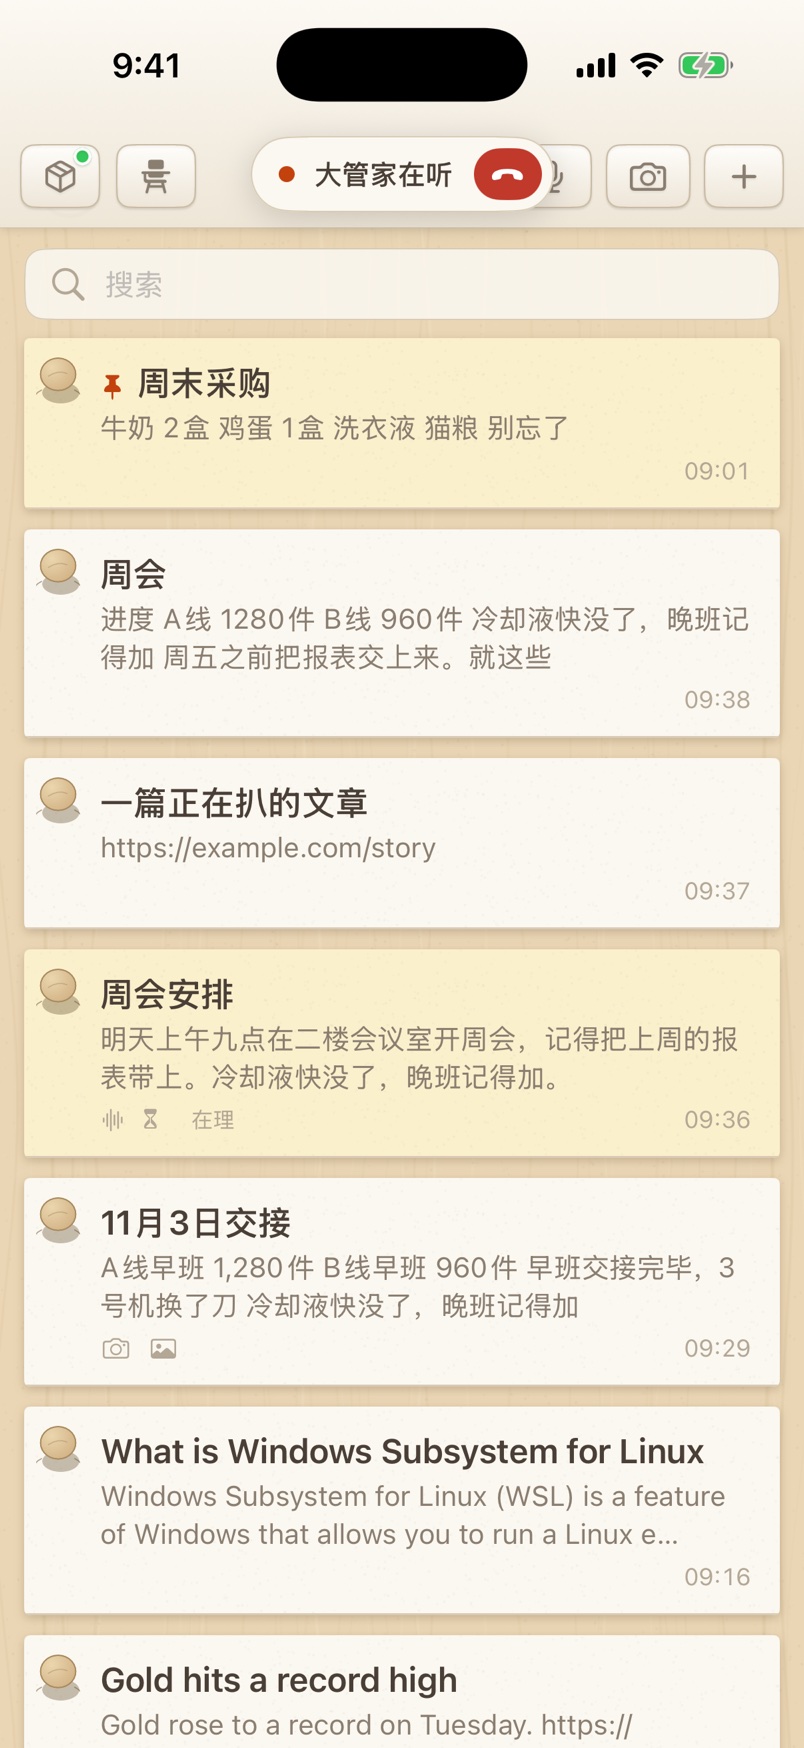 9:41
大管家在听
搜索
周末采购
牛奶 2盒 鸡蛋 1盒 洗衣液 猫粮 别忘了
09:01
周会
进度 A线 1280件 B线 960件 冷却液快没了，晚班记
得加 周五之前把报表交上来。就这些
09:38
一篇正在扒的文章
https://example.com/story
09:37
周会安排
明天上午九点在二楼会议室开周会，记得把上周的报
表带上。冷却液快没了，晚班记得加。
在理
09:36
11月3日交接
A线早班 1,280件 B线早班 960件 早班交接完毕，3
号机换了刀 冷却液快没了，晚班记得加
09:29
What is Windows Subsystem for Linux
Windows Subsystem for Linux (WSL) is a feature
of Windows that allows you to run a Linux e...
09:16
Gold hits a record high
Gold rose to a record on Tuesday. https://